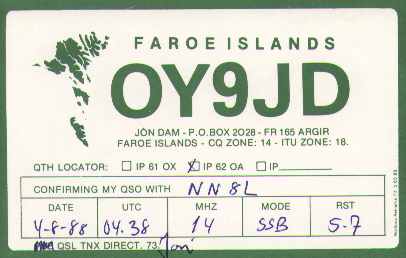 FAROE ISLANDS
OY9JD
JÓN DAM - P.O.BOX 2028 - FR 165 ARGIR
FAROE ISLANDS - CQ ZONE: 14 - ITU ZONE: 18.
QTH LOCATOR: IP 61 OX IP 62 OA IP
CONFIRMING MY QSO WITH NN8L
DATE UTC MHZ MODE RST
4-8-88 04.38 14 SSB 5-7
QSL TNX DIRECT. 73, Jón